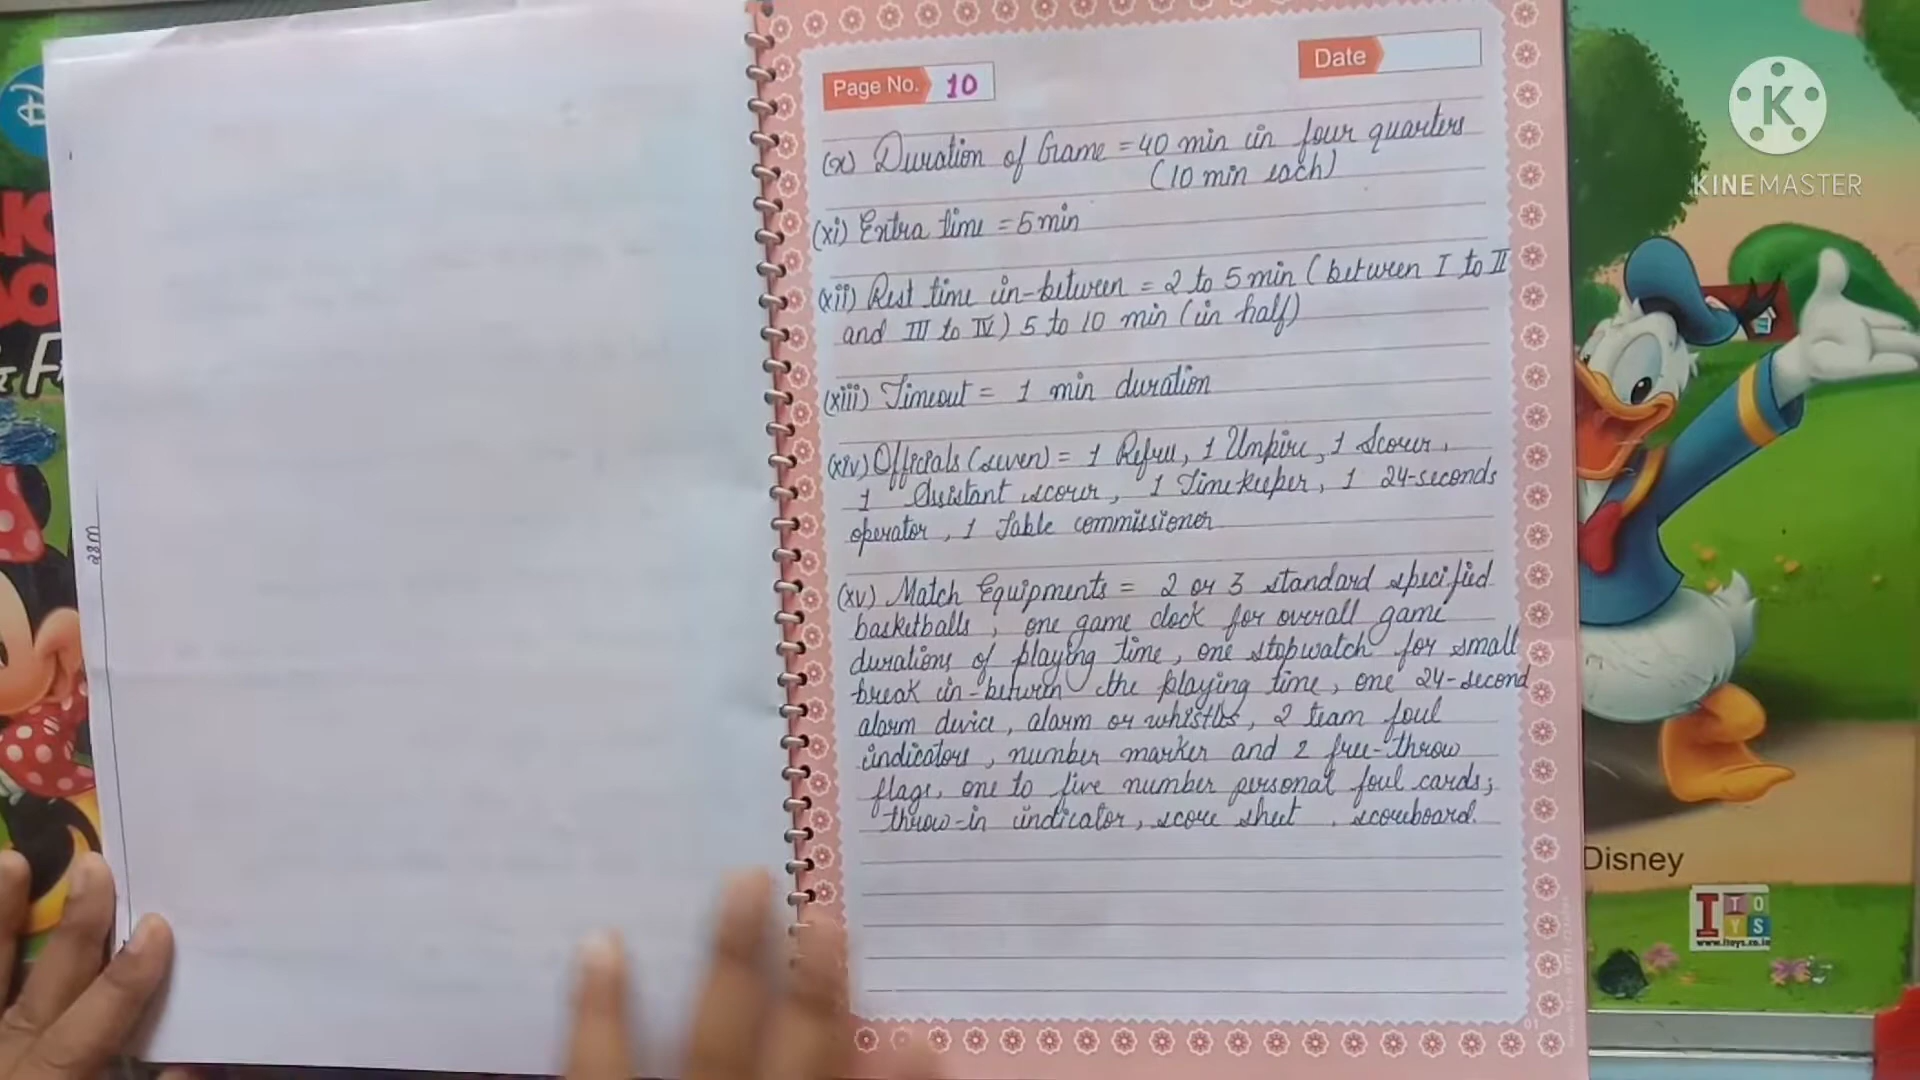 Page No. 10
Date
(x) Duration of Game = 40 min in four quarters
(10 min each)
(xi) Extra time = 5 min
(xii) Rest time in-between = 2 to 5 min ( between I to II
and III to IV ) 5 to 10 min (in half)
(xiii) Timeout = 1 min duration
(xiv) Officials (seven) = 1 Refree, 1 Umpire, 1 Scorer,
1 Assistant scorer, 1 Timekeeper, 1 24-seconds
operator, 1 Table commissioner
(xv) Match Equipments = 2 or 3 standard specified
basketballs, one game clock for overall game
durations of playing time, one stopwatch for small
break in-between the playing time, one 24-second
alarm device, alarm or whistles, 2 team foul
indicators, number marker and 2 free-throw
flags, one to five number personal foul cards;
throw-in indicator, score sheet, scoreboard.
KINEMASTER
Disney
ITOYS
www.itoys.co.in